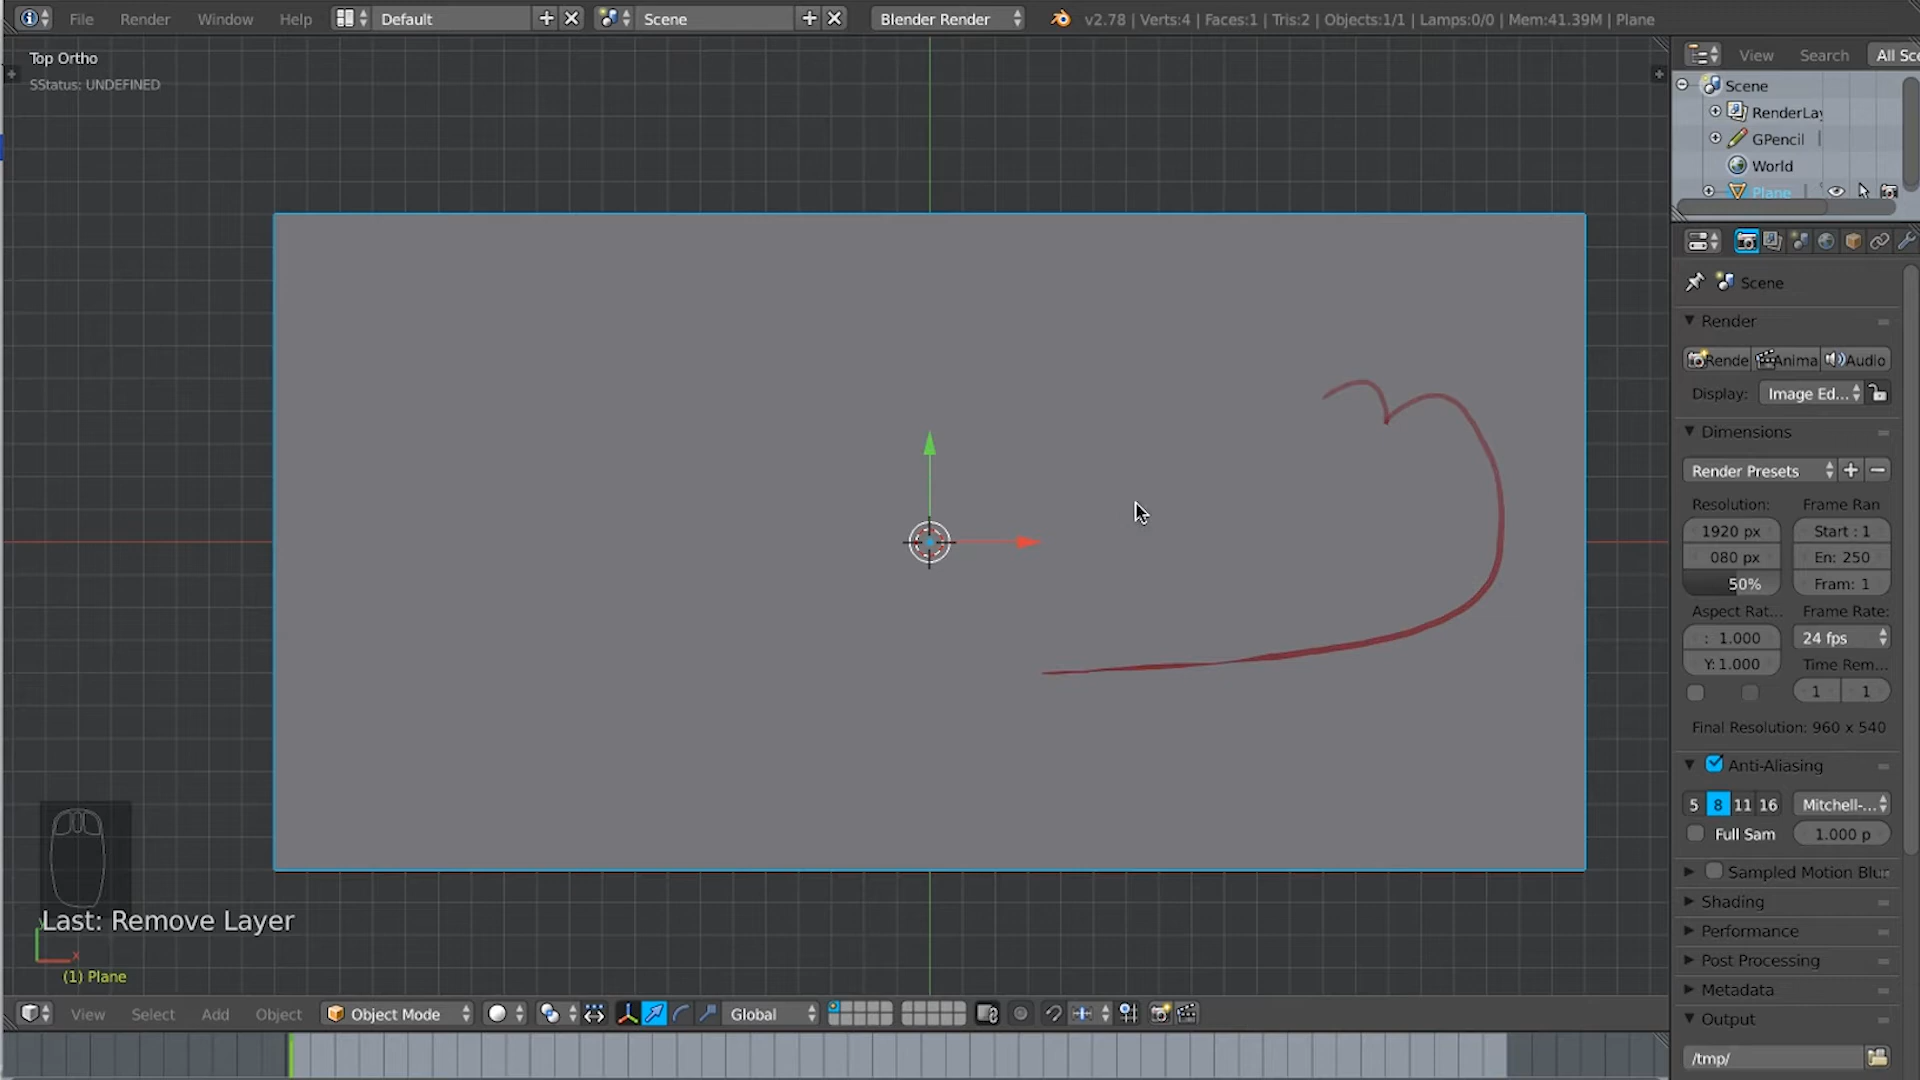 File Render Window Help Default Scene Blender Render v2.78 | Verts:4 | Faces:1 | Tris:2 | Objects:1/1 | Lamps:0/0 | Mem:41.39M | Plane
Top Ortho
SStatus: UNDEFINED
View Search All Sce
Scene
RenderLay
GPencil
World
Plane
Scene
Render
Rende Anima Audio
Display: Image Ed...
Dimensions
Render Presets
Resolution: Frame Ran
1920 px Start : 1
080 px En: 250
50% Fram: 1
Aspect Rat... Frame Rate:
: 1.000 24 fps
Y: 1.000 Time Rem...
1 1
Final Resolution: 960 x 540
Anti-Aliasing
5 8 11 16 Mitchell-...
Full Sam 1.000 p
Sampled Motion Blur
Shading
Performance
Post Processing
Metadata
Output
/tmp/
Last: Remove Layer
x
(1) Plane
View Select Add Object Object Mode Global